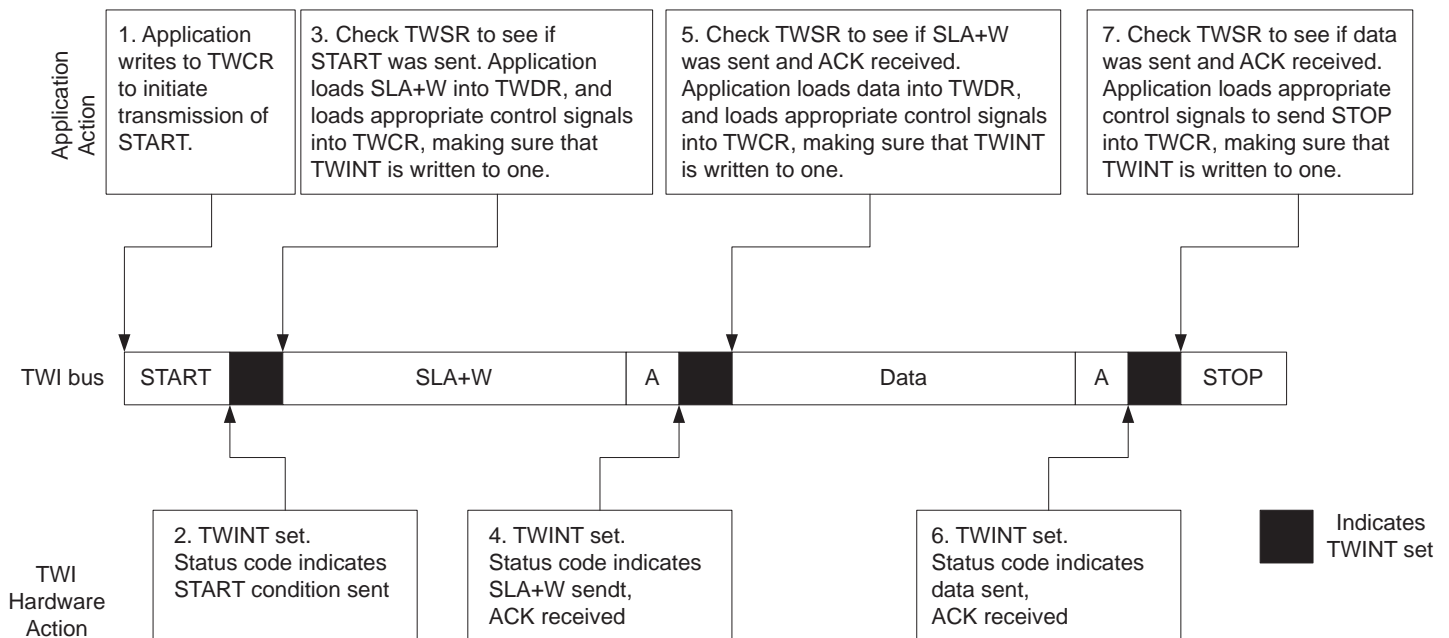 Application
Action
1. Application
writes to TWCR
to initiate
transmission of
START.
3. Check TWSR to see if
START was sent. Application
loads SLA+W into TWDR, and
loads appropriate control signals
into TWCR, making sure that
TWINT is written to one.
5. Check TWSR to see if SLA+W
was sent and ACK received.
Application loads data into TWDR,
and loads appropriate control signals
into TWCR, making sure that TWINT
is written to one.
7. Check TWSR to see if data
was sent and ACK received.
Application loads appropriate
control signals to send STOP
into TWCR, making sure that
TWINT is written to one.
TWI bus
START
SLA+W
A
Data
A
STOP
TWI
Hardware
Action
2. TWINT set.
Status code indicates
START condition sent
4. TWINT set.
Status code indicates
SLA+W sendt,
ACK received
6. TWINT set.
Status code indicates
data sent,
ACK received
Indicates
TWINT set